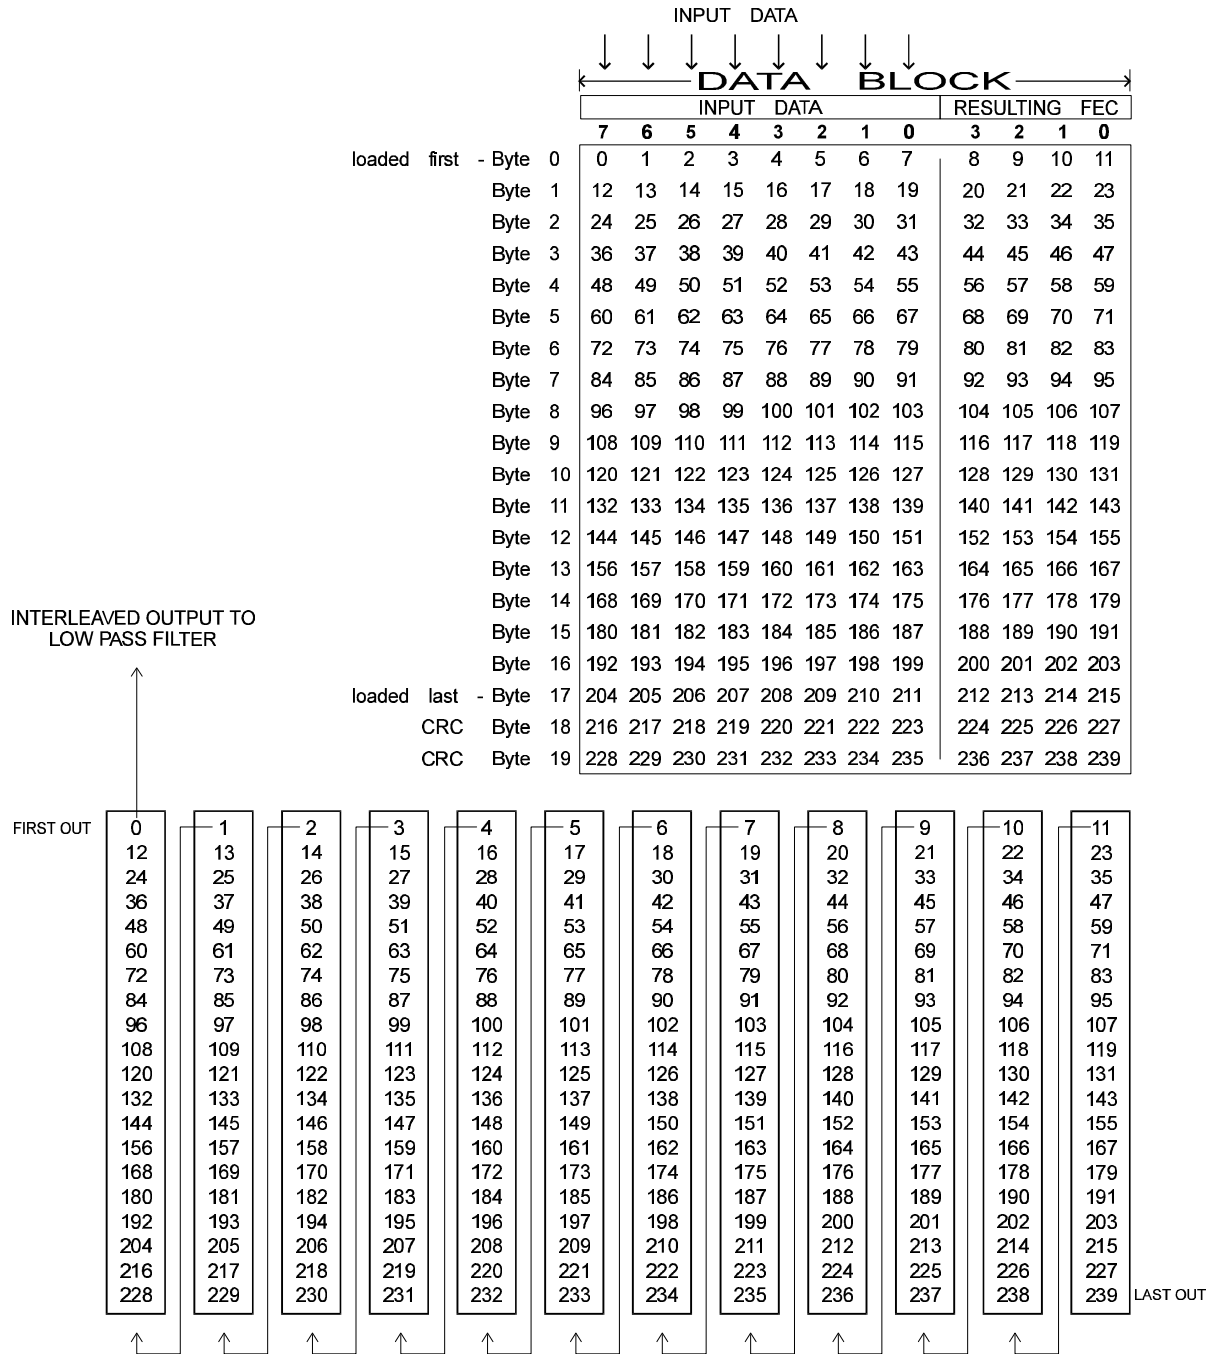 INPUT DATA
DATA BLOCK
INPUT DATA RESULTING FEC
7 6 5 4 3 2 1 0 3 2 1 0
loaded first - Byte 0 0 1 2 3 4 5 6 7 8 9 10 11
Byte 1 12 13 14 15 16 17 18 19 20 21 22 23
Byte 2 24 25 26 27 28 29 30 31 32 33 34 35
Byte 3 36 37 38 39 40 41 42 43 44 45 46 47
Byte 4 48 49 50 51 52 53 54 55 56 57 58 59
Byte 5 60 61 62 63 64 65 66 67 68 69 70 71
Byte 6 72 73 74 75 76 77 78 79 80 81 82 83
Byte 7 84 85 86 87 88 89 90 91 92 93 94 95
Byte 8 96 97 98 99 100 101 102 103 104 105 106 107
Byte 9 108 109 110 111 112 113 114 115 116 117 118 119
Byte 10 120 121 122 123 124 125 126 127 128 129 130 131
Byte 11 132 133 134 135 136 137 138 139 140 141 142 143
Byte 12 144 145 146 147 148 149 150 151 152 153 154 155
Byte 13 156 157 158 159 160 161 162 163 164 165 166 167
Byte 14 168 169 170 171 172 173 174 175 176 177 178 179
Byte 15 180 181 182 183 184 185 186 187 188 189 190 191
Byte 16 192 193 194 195 196 197 198 199 200 201 202 203
loaded last - Byte 17 204 205 206 207 208 209 210 211 212 213 214 215
CRC Byte 18 216 217 218 219 220 221 222 223 224 225 226 227
CRC Byte 19 228 229 230 231 232 233 234 235 236 237 238 239
INTERLEAVED OUTPUT TO
LOW PASS FILTER
FIRST OUT 0 1 2 3 4 5 6 7 8 9 10 11
12 13 14 15 16 17 18 19 20 21 22 23
24 25 26 27 28 29 30 31 32 33 34 35
36 37 38 39 40 41 42 43 44 45 46 47
48 49 50 51 52 53 54 55 56 57 58 59
60 61 62 63 64 65 66 67 68 69 70 71
72 73 74 75 76 77 78 79 80 81 82 83
84 85 86 87 88 89 90 91 92 93 94 95
96 97 98 99 100 101 102 103 104 105 106 107
108 109 110 111 112 113 114 115 116 117 118 119
120 121 122 123 124 125 126 127 128 129 130 131
132 133 134 135 136 137 138 139 140 141 142 143
144 145 146 147 148 149 150 151 152 153 154 155
156 157 158 159 160 161 162 163 164 165 166 167
168 169 170 171 172 173 174 175 176 177 178 179
180 181 182 183 184 185 186 187 188 189 190 191
192 193 194 195 196 197 198 199 200 201 202 203
204 205 206 207 208 209 210 211 212 213 214 215
216 217 218 219 220 221 222 223 224 225 226 227
228 229 230 231 232 233 234 235 236 237 238 239 LAST OUT